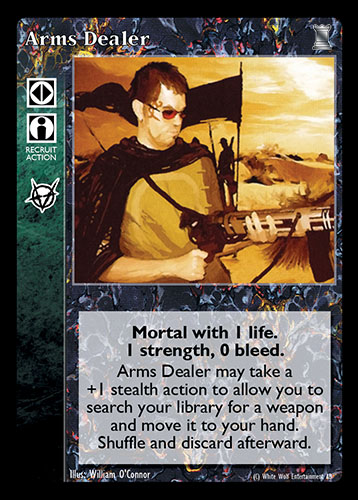 Arms Dealer
RECRUIT
ACTION
Mortal with 1 life.
1 strength, 0 bleed.
Arms Dealer may take a
+1 stealth action to allow you to
search your library for a weapon
and move it to your hand.
Shuffle and discard afterward.
Illus: William O'Connor
(C) White Wolf Entertainment